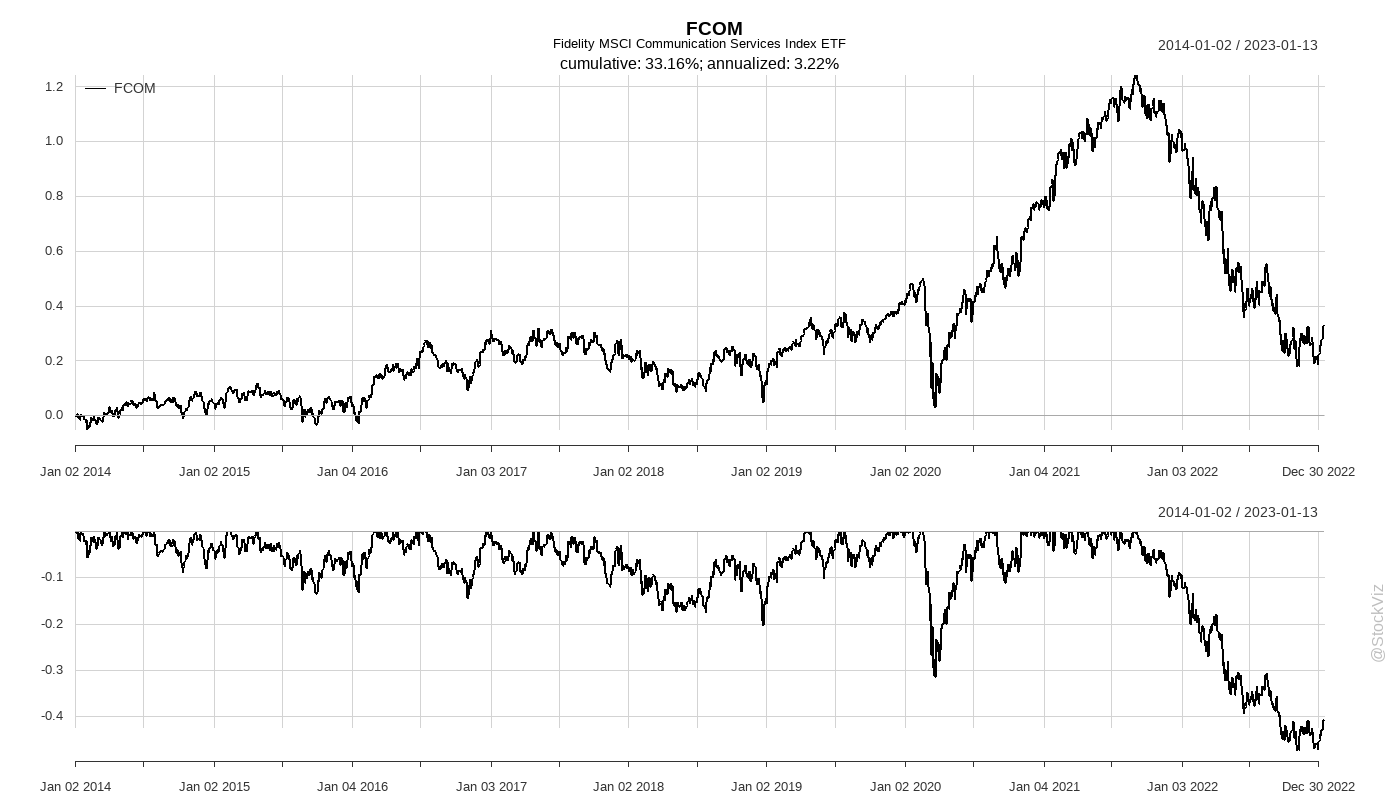 FCOM
Fidelity MSCI Communication Services Index ETF
2014-01-02 / 2023-01-13
cumulative: 33.16%; annualized: 3.22%
FCOM
1.2
1.0
0.8
0.6
0.4
0.2
0.0
Jan 02 2014 Jan 02 2015 Jan 04 2016 Jan 03 2017 Jan 02 2018 Jan 02 2019 Jan 02 2020 Jan 04 2021 Jan 03 2022 Dec 30 2022
2014-01-02 / 2023-01-13
-0.1
-0.2
-0.3
-0.4
Jan 02 2014 Jan 02 2015 Jan 04 2016 Jan 03 2017 Jan 02 2018 Jan 02 2019 Jan 02 2020 Jan 04 2021 Jan 03 2022 Dec 30 2022
@StockViz